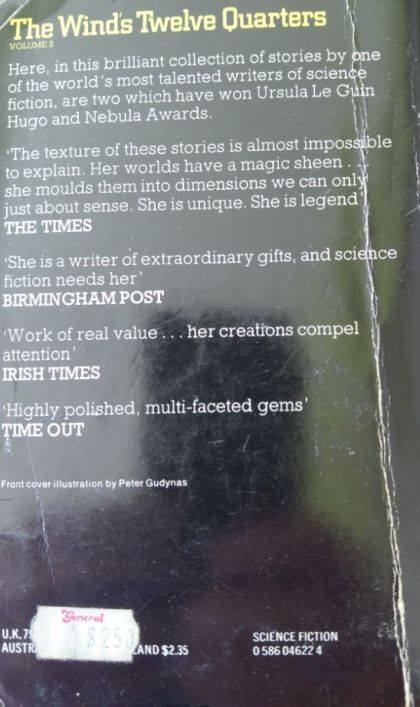 The Wind's Twelve Quarters
VOLUME 2
Here, in this brilliant collection of stories by one
of the world's most talented writers of science
fiction, are two which have won Ursula Le Guin
Hugo and Nebula Awards.
'The texture of these stories is almost impossible
to explain. Her worlds have a magic sheen . . .
she moulds them into dimensions we can only
just about sense. She is unique. She is legend'
THE TIMES
'She is a writer of extraordinary gifts, and science
fiction needs her'
BIRMINGHAM POST
'Work of real value . . . her creations compel
attention'
IRISH TIMES
'Highly polished, multi-faceted gems'
TIME OUT
Front cover illustration by Peter Gudynas
General
$250
U.K. 75
SCIENCE FICTION
AUSTR AND $2.35
0 586 04622 4